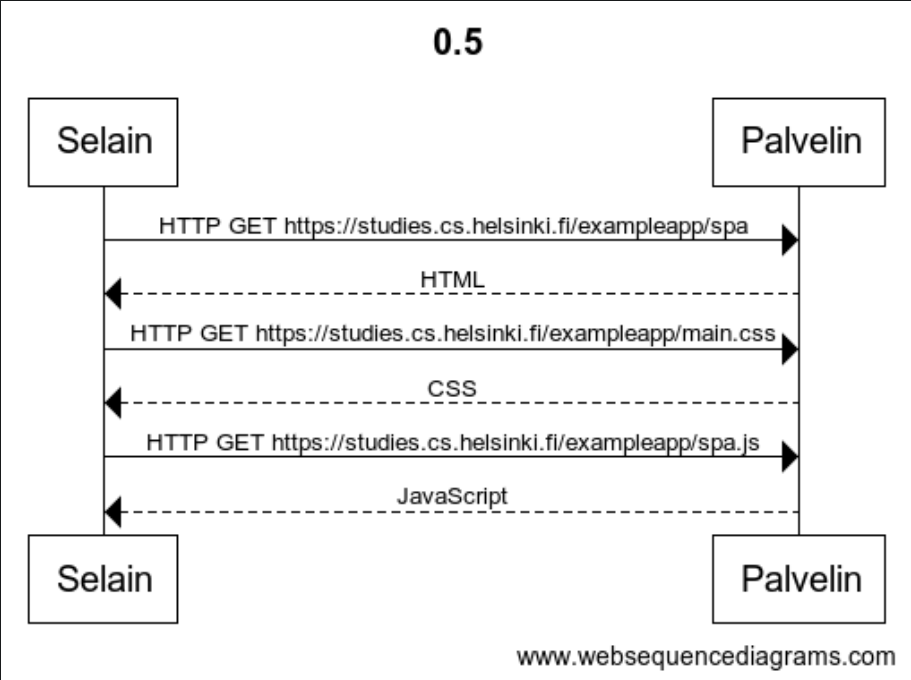 0.5
Selain
Palvelin
HTTP GET https://studies.cs.helsinki.fi/exampleapp/spa
HTML
HTTP GET https://studies.cs.helsinki.fi/exampleapp/main.css
CSS
HTTP GET https://studies.cs.helsinki.fi/exampleapp/spa.js
JavaScript
Selain
Palvelin
www.websequencediagrams.com